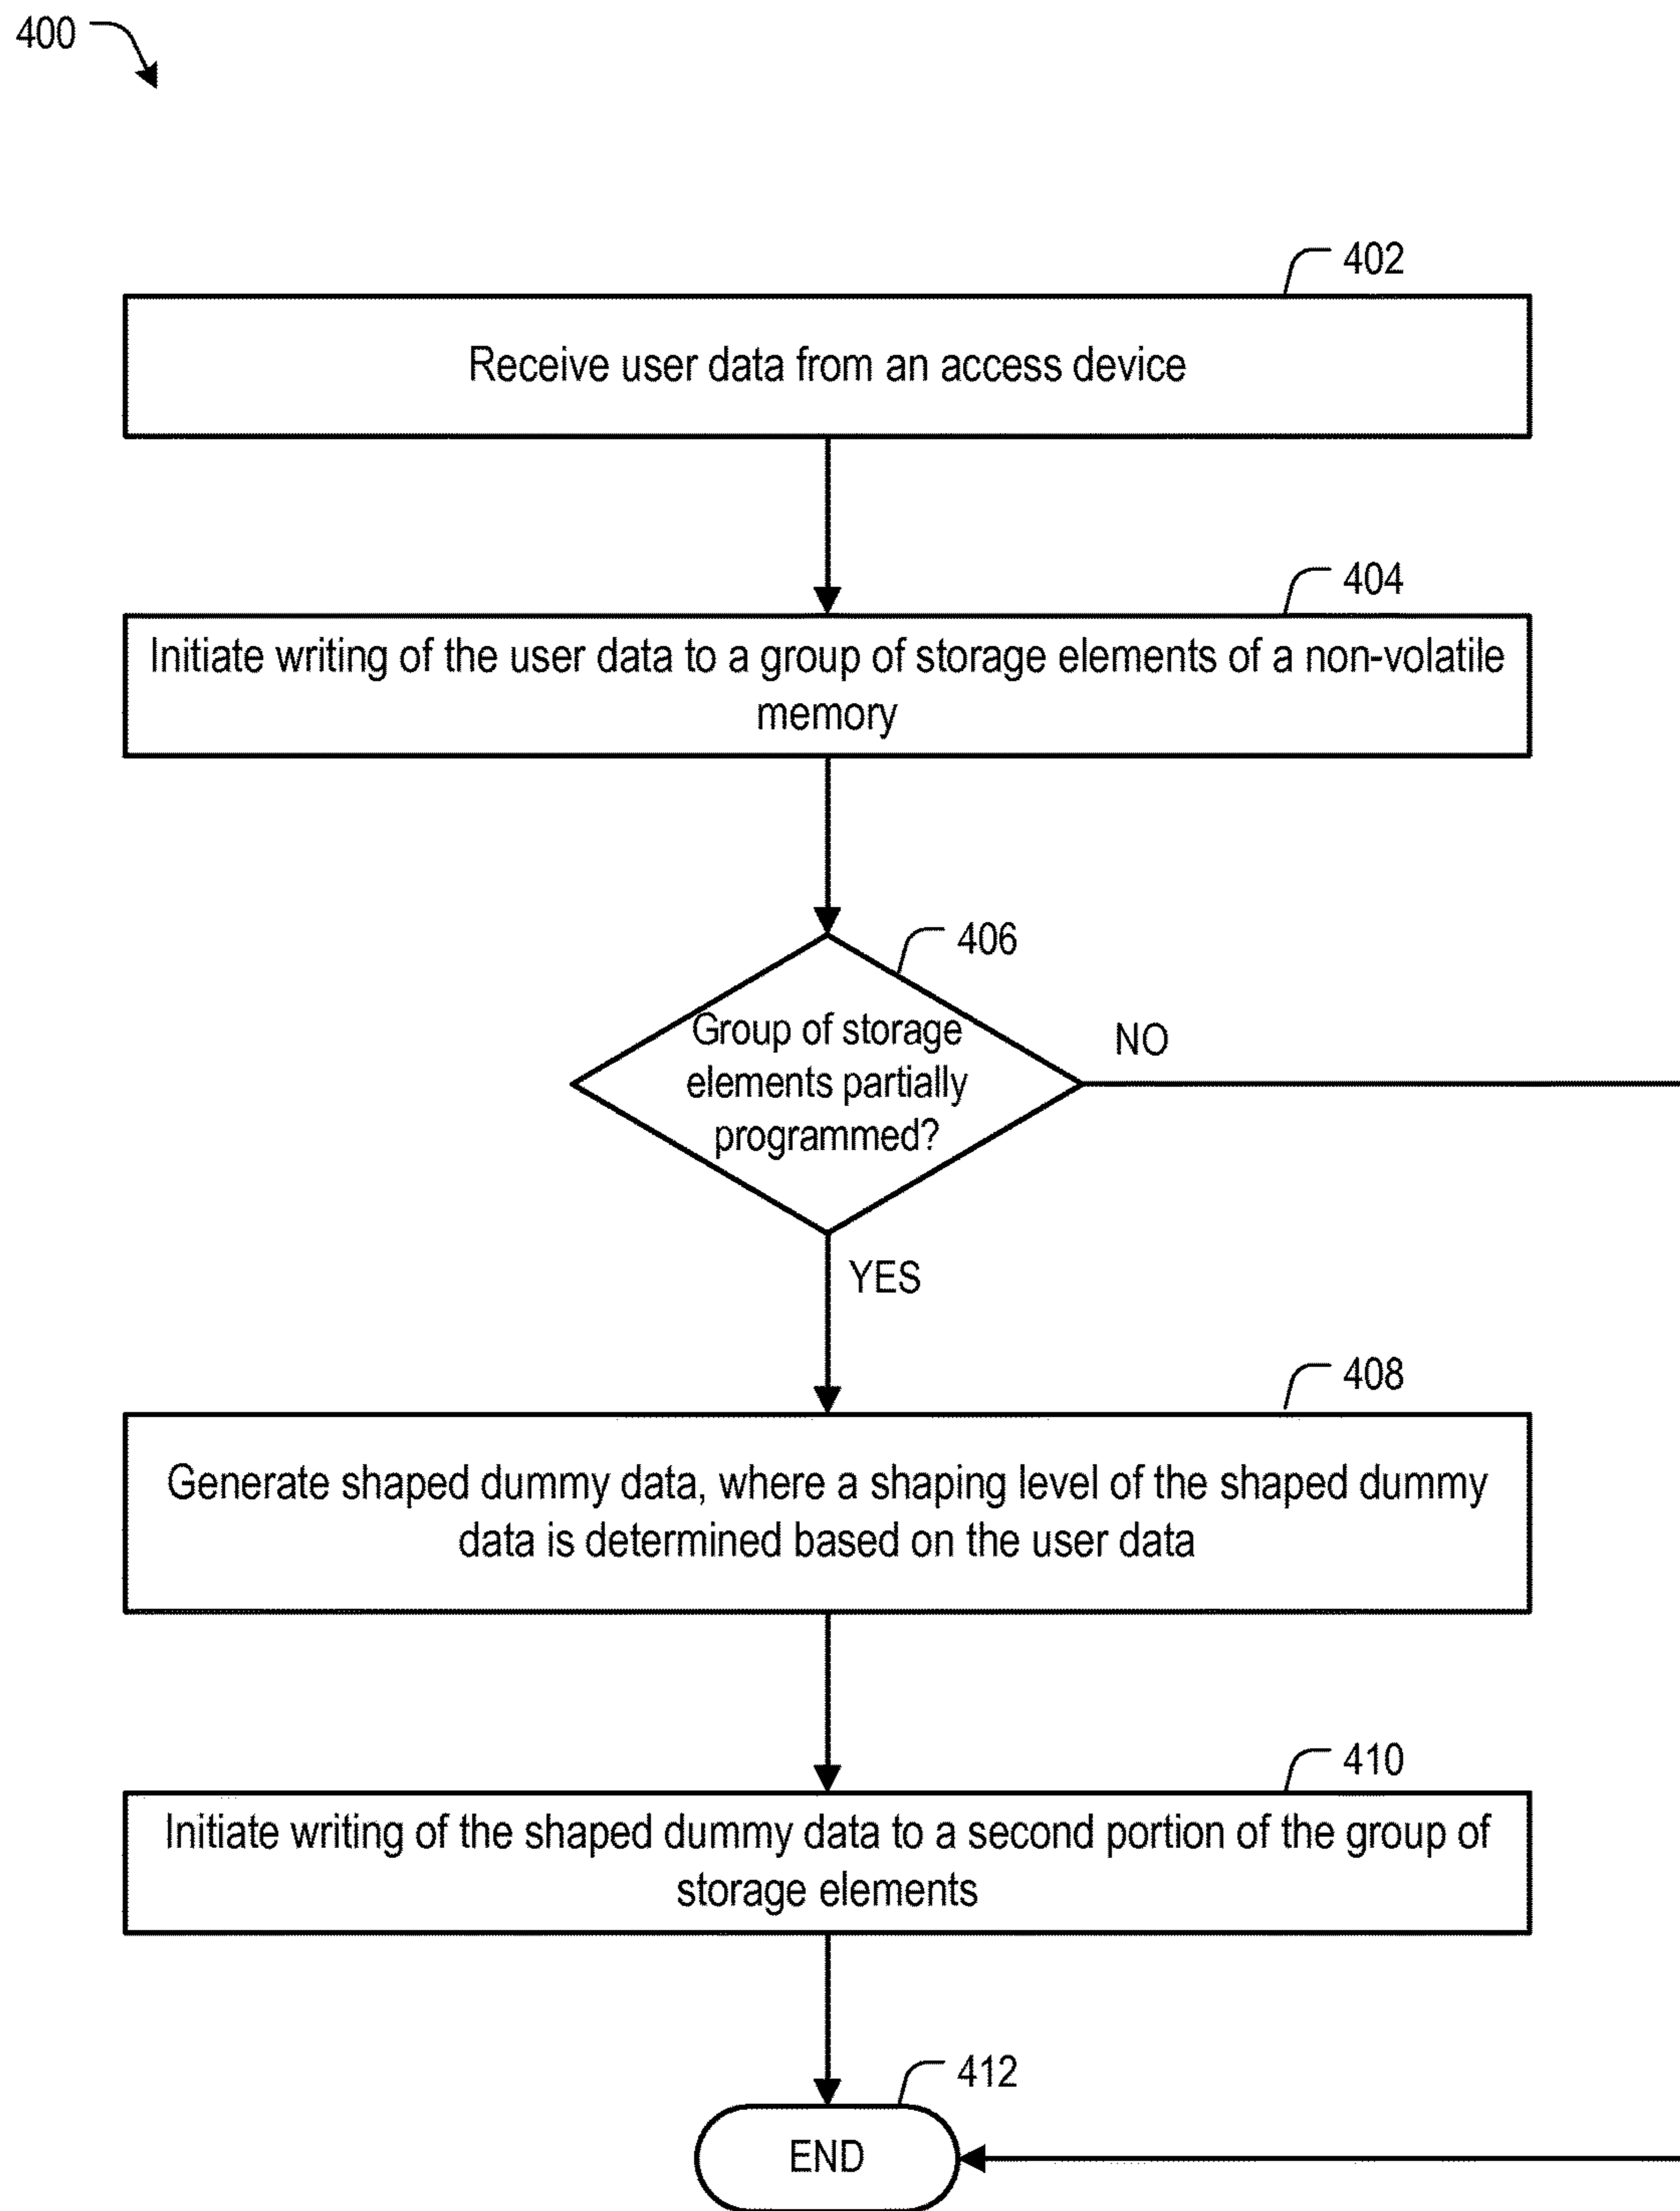 400
402
Receive user data from an access device
404
Initiate writing of the user data to a group of storage elements of a non-volatile
memory
406
Group of storage
elements partially
programmed?
NO
YES
408
Generate shaped dummy data, where a shaping level of the shaped dummy
data is determined based on the user data
410
Initiate writing of the shaped dummy data to a second portion of the group of
storage elements
412
END